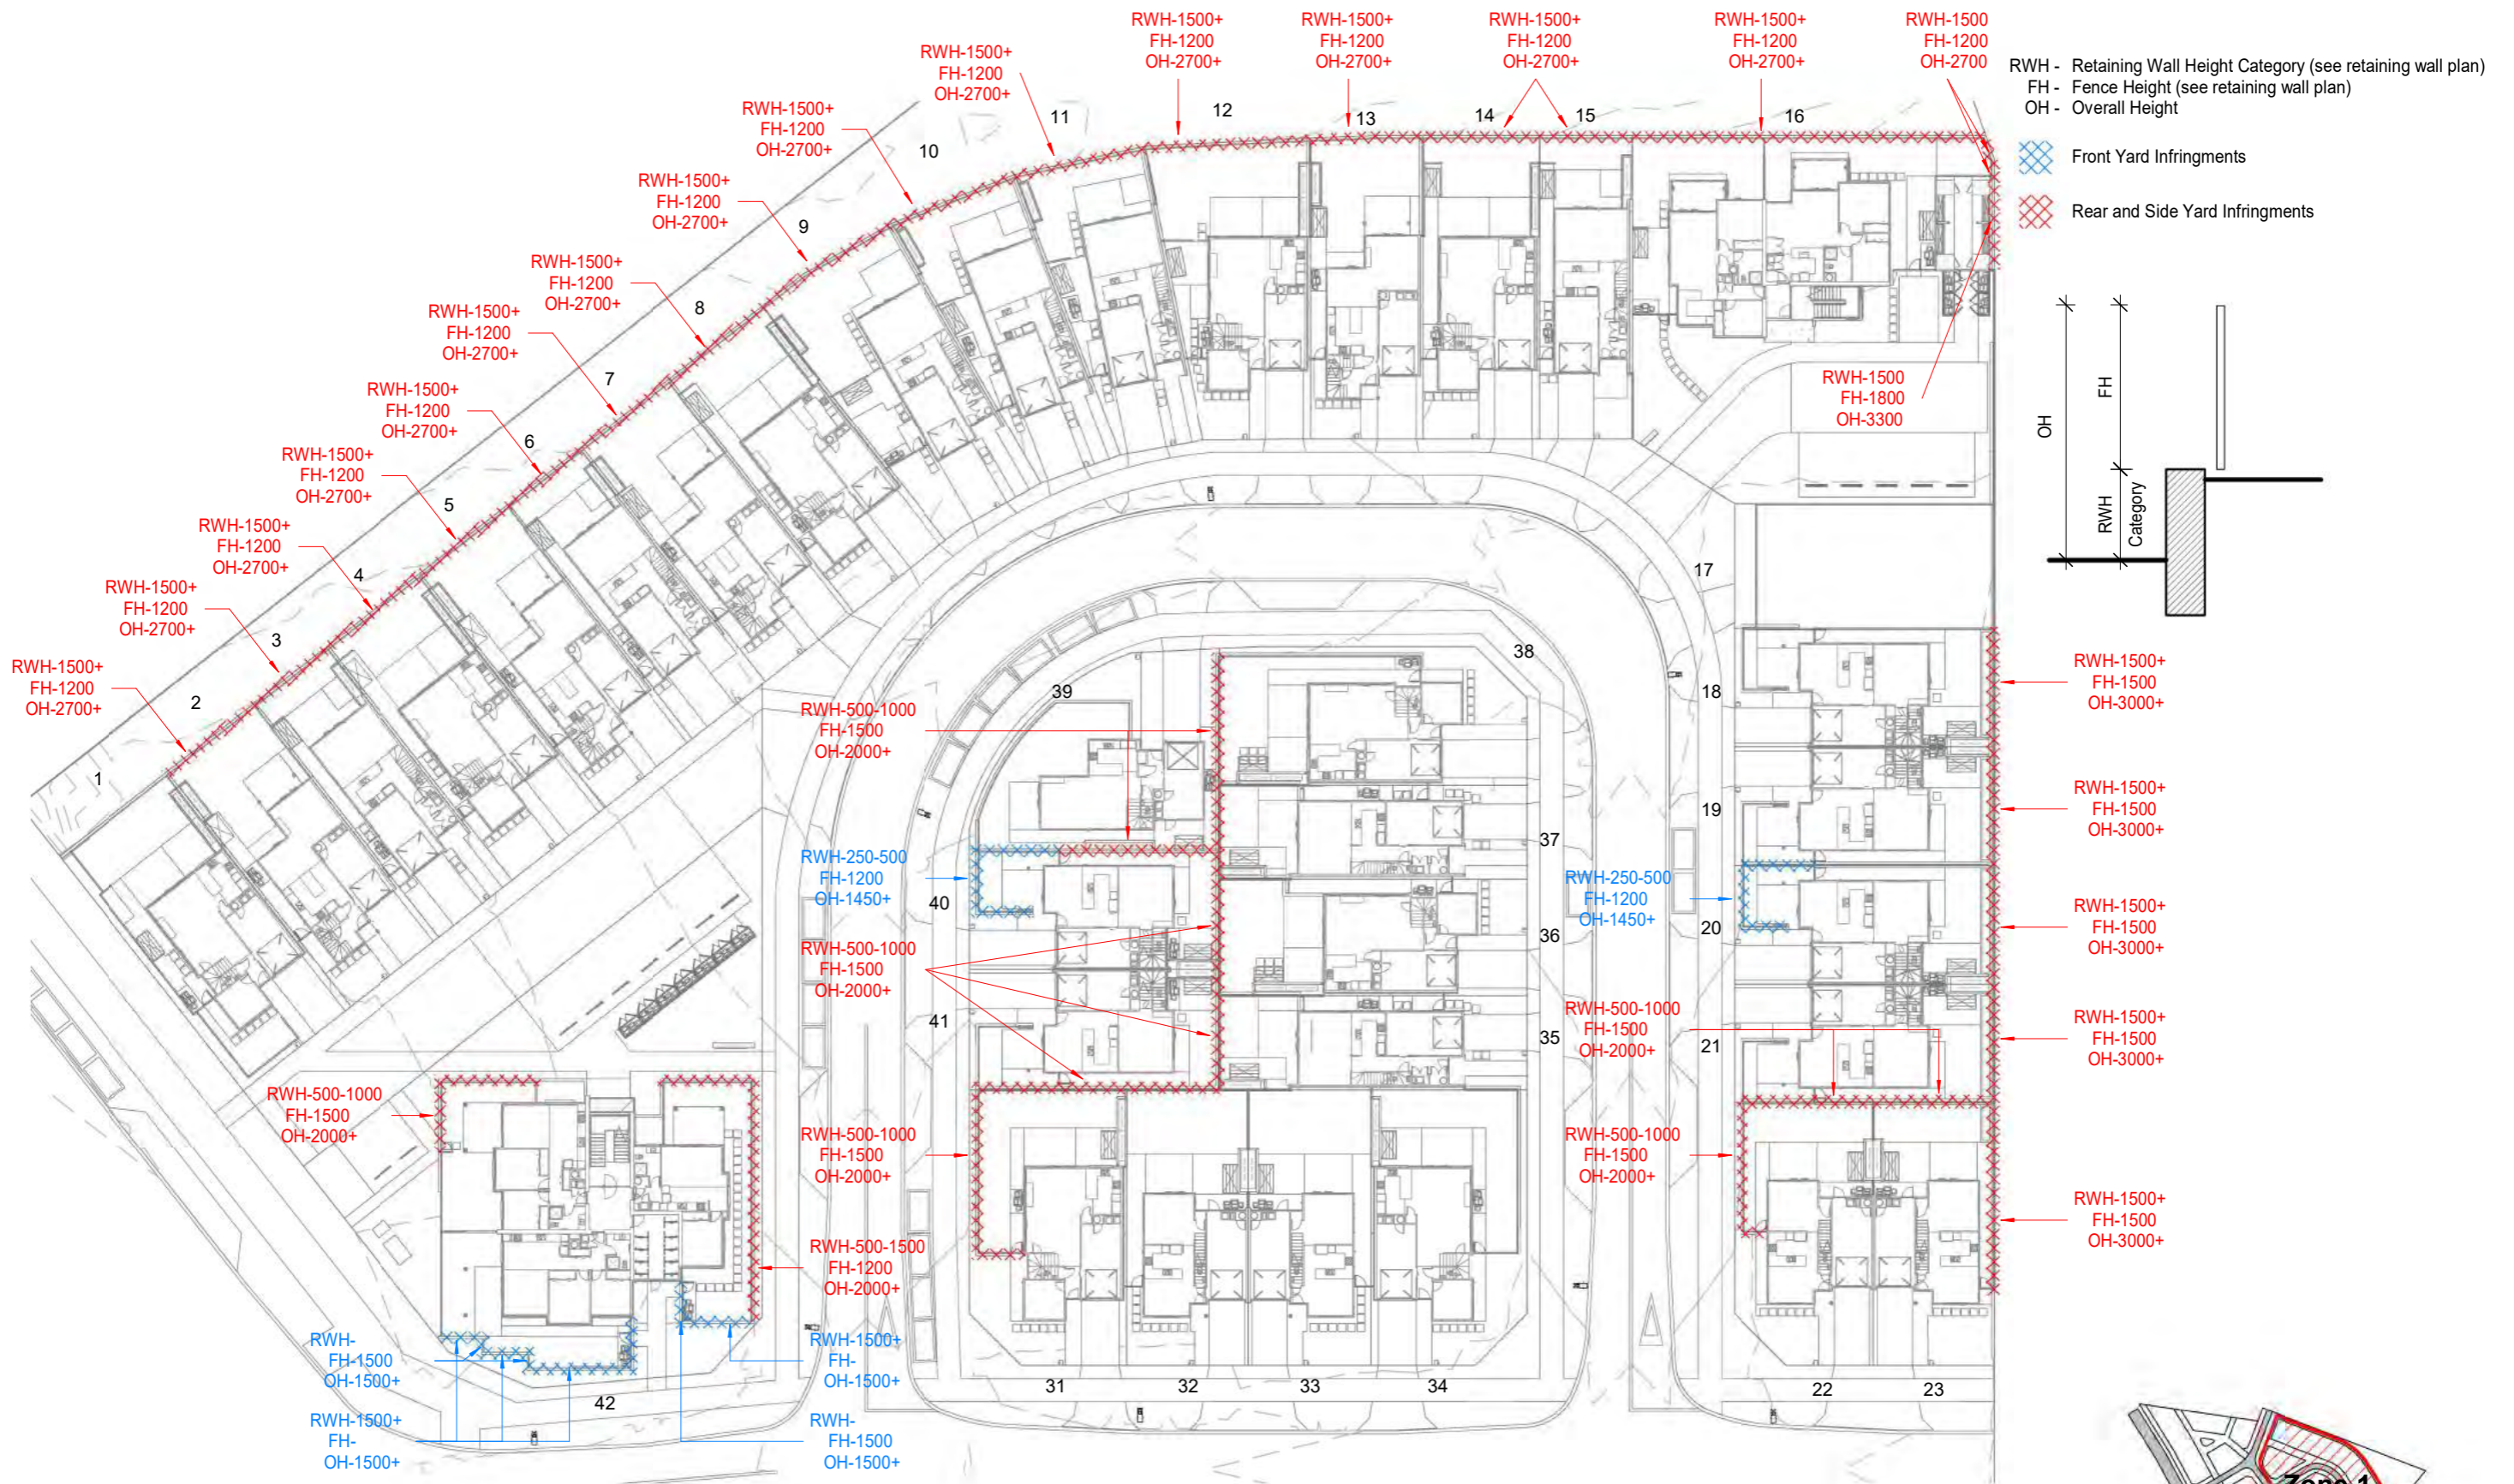 RWH-1500+
FH-1200
OH-2700+
RWH-1500+
FH-1200
OH-2700+
RWH-1500+
FH-1200
OH-2700+
RWH-1500+
FH-1200
OH-2700+
RWH-1500
FH-1200
OH-2700
RWH - Retaining Wall Height Category (see retaining wall plan)
FH - Fence Height (see retaining wall plan)
OH - Overall Height
Front Yard Infringments
Rear and Side Yard Infringments
OH
FH
RWH
Category
RWH-1500+
FH-1200
OH-2700+
RWH-1500+
FH-1200
OH-2700+
RWH-1500+
FH-1200
OH-2700+
RWH-1500+
FH-1200
OH-2700+
RWH-1500+
FH-1200
OH-2700+
RWH-1500+
FH-1200
OH-2700+
RWH-1500+
FH-1200
OH-2700+
RWH-1500+
FH-1200
OH-2700+
RWH-1500+
FH-1200
OH-2700+
RWH-1500+
FH-1200
OH-2700+
1
2
3
4
5
6
7
8
9
10
11
12
13
14
15
16
RWH-1500
FH-1800
OH-3300
17
18
19
20
21
22
23
RWH-1500+
FH-1500
OH-3000+
RWH-1500+
FH-1500
OH-3000+
RWH-1500+
FH-1500
OH-3000+
RWH-1500+
FH-1500
OH-3000+
RWH-1500+
FH-1500
OH-3000+
RWH-250-500
FH-1200
OH-1450+
RWH-500-1000
FH-1500
OH-2000+
RWH-500-1000
FH-1500
OH-2000+
38
37
36
35
39
40
41
31
32
33
34
RWH-500-1000
FH-1500
OH-2000+
RWH-250-500
FH-1200
OH-1450+
RWH-500-1000
FH-1500
OH-2000+
RWH-500-1000
FH-1500
OH-2000+
RWH-500-1500
FH-1200
OH-2000+
RWH-500-1000
FH-1500
OH-2000+
RWH-
FH-1500
OH-1500+
RWH-1500+
FH-
OH-1500+
RWH-1500+
FH-
OH-1500+
RWH-
FH-1500
OH-1500+
42
Zone 1